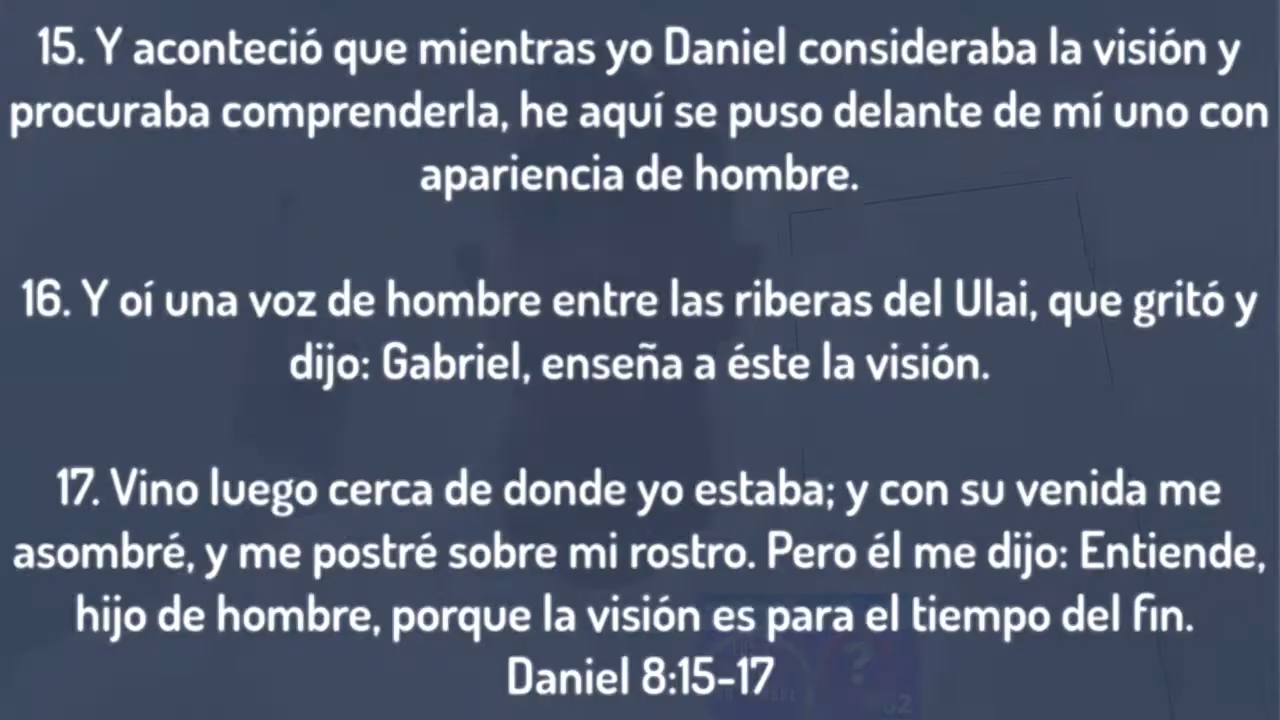 15. Y aconteció que mientras yo Daniel consideraba la visión y
procuraba comprenderla, he aquí se puso delante de mí uno con
apariencia de hombre.
16. Y oí una voz de hombre entre las riberas del Ulai, que gritó y
dijo: Gabriel, enseña a éste la visión.
17. Vino luego cerca de donde yo estaba; y con su venida me
asombré, y me postré sobre mi rostro. Pero él me dijo: Entiende,
hijo de hombre, porque la visión es para el tiempo del fin.
Daniel 8:15-17